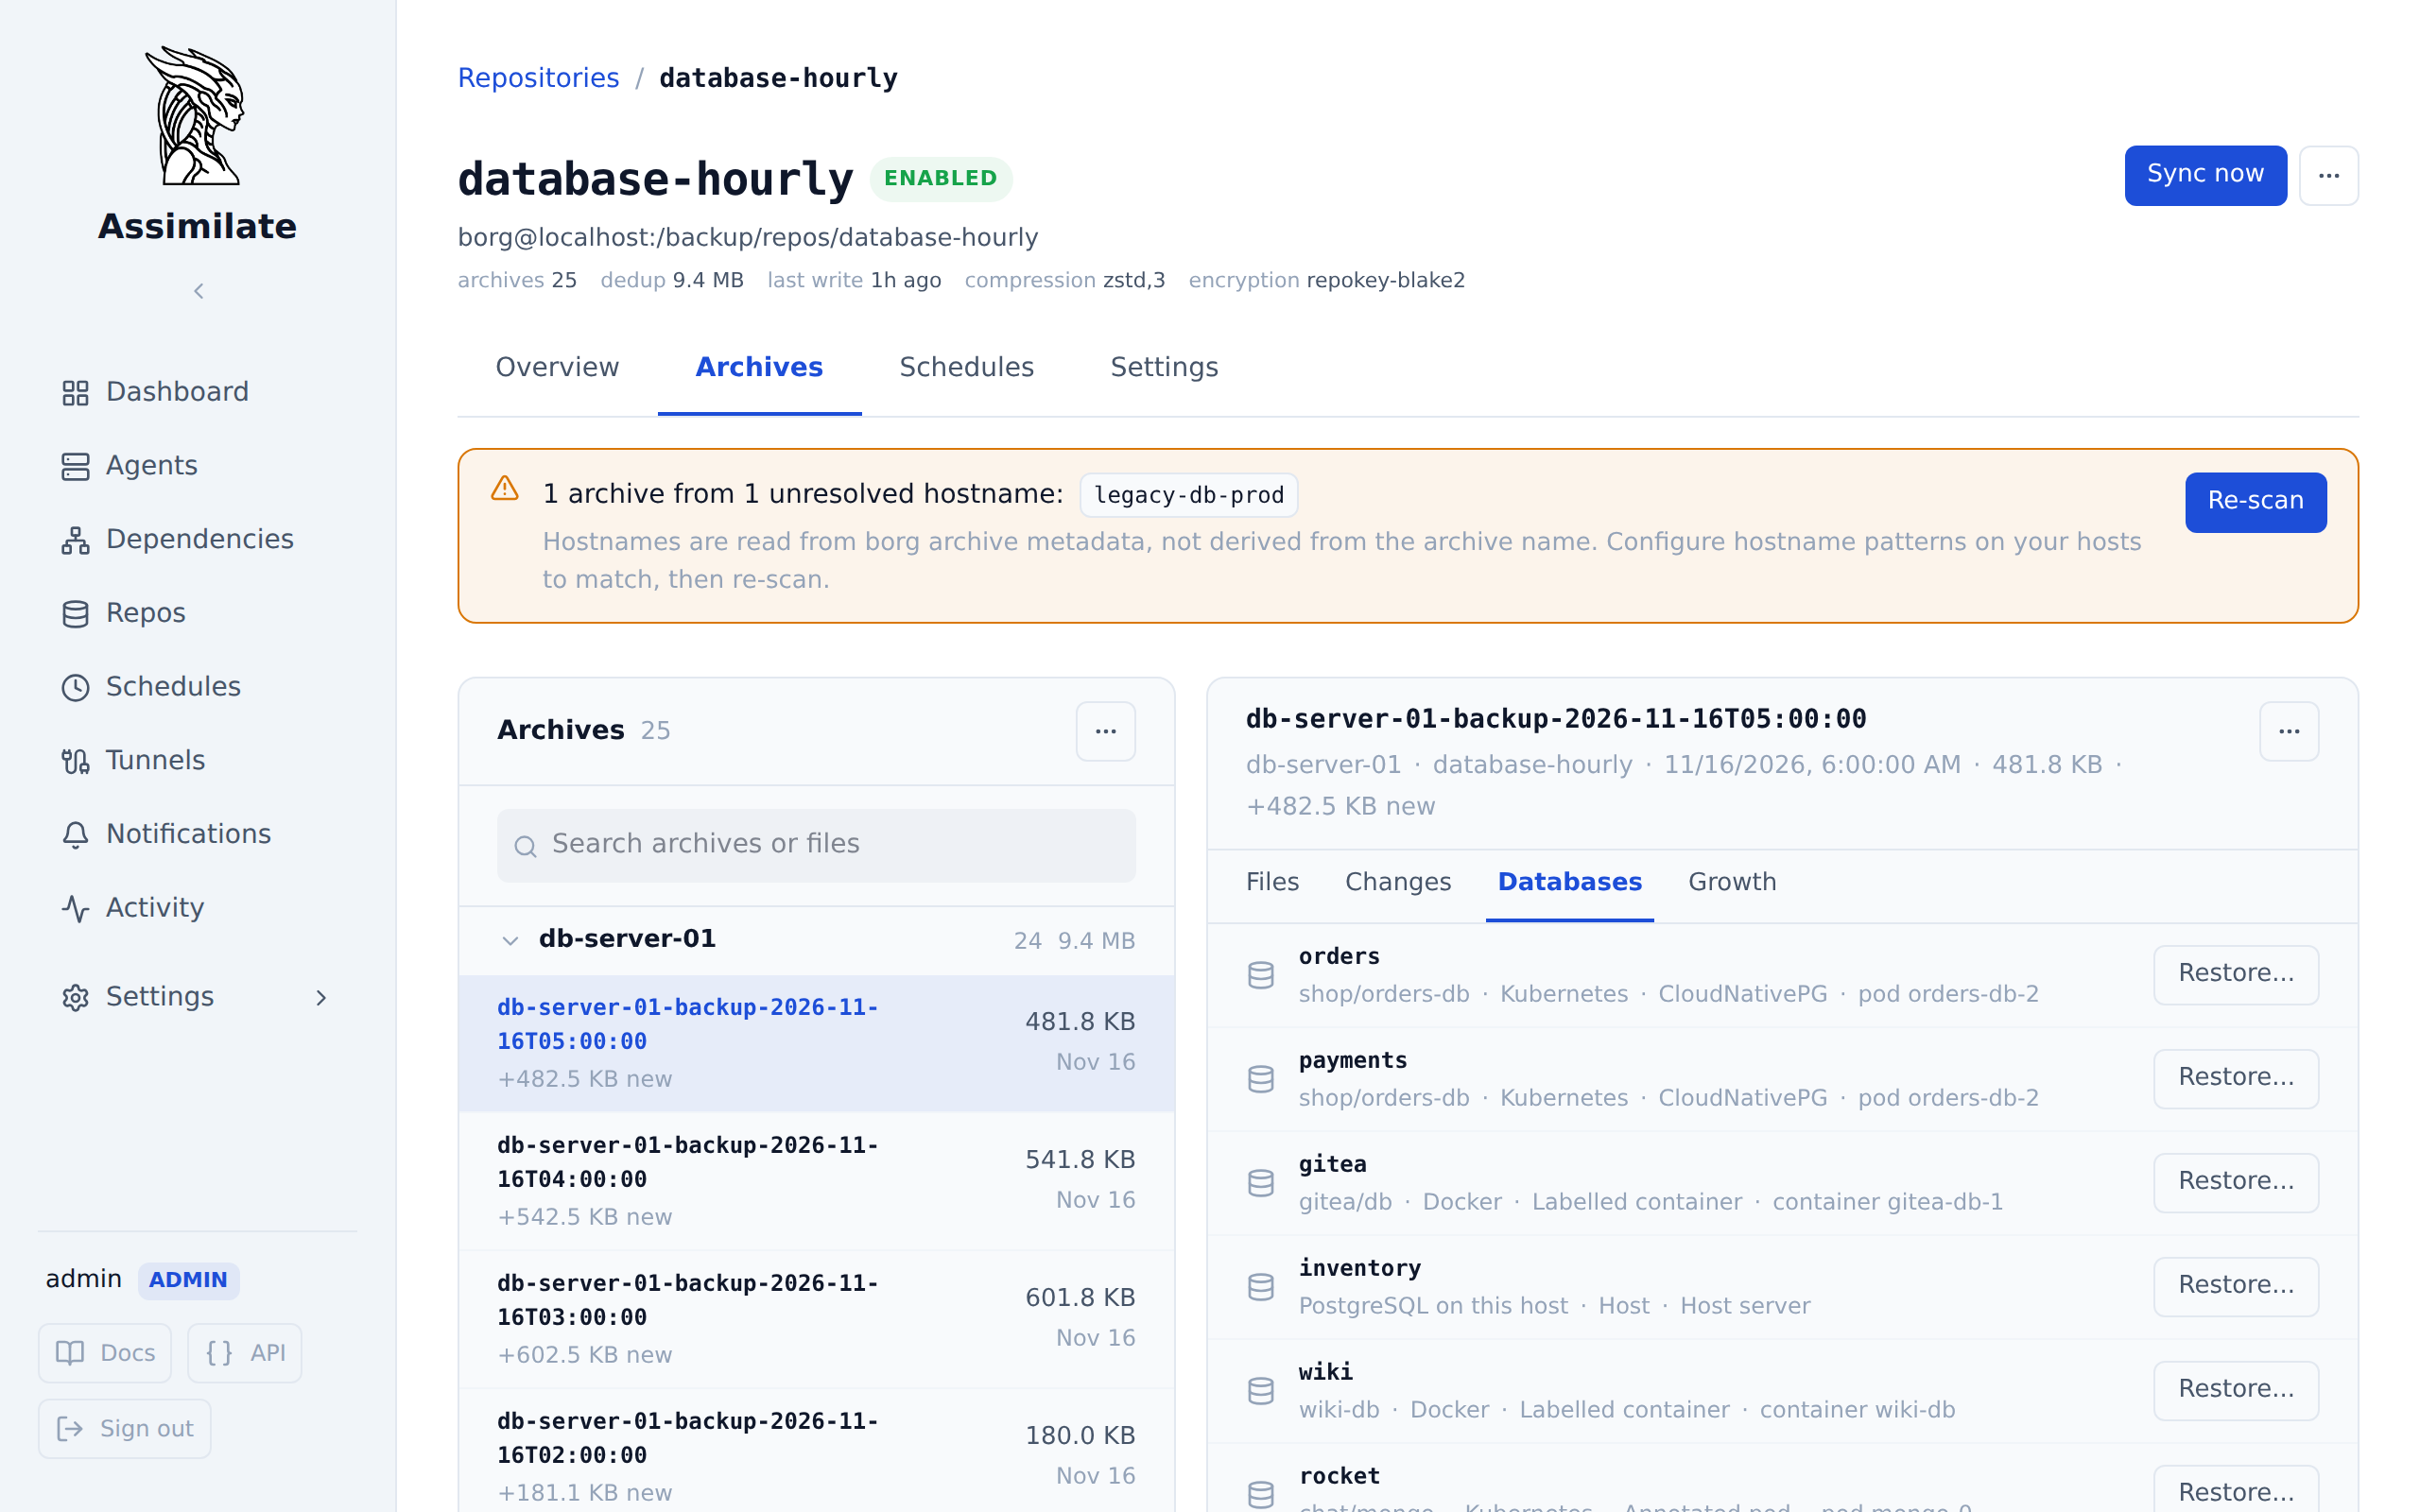 Assimilate
Dashboard
Agents
Dependencies
Repos
Schedules
Tunnels
Notifications
Activity
Settings
admin ADMIN
Docs
{} API
Sign out
Repositories / database-hourly
database-hourly ENABLED
Sync now
borg@localhost:/backup/repos/database-hourly
archives 25 dedup 9.4 MB last write 1h ago compression zstd,3 encryption repokey-blake2
Overview Archives Schedules Settings
1 archive from 1 unresolved hostname: legacy-db-prod
Re-scan
Hostnames are read from borg archive metadata, not derived from the archive name. Configure hostname patterns on your hosts
to match, then re-scan.
Archives 25
Search archives or files
db-server-01 24 9.4 MB
db-server-01-backup-2026-11-
16T05:00:00
481.8 KB
Nov 16
+482.5 KB new
db-server-01-backup-2026-11-
16T04:00:00
541.8 KB
Nov 16
+542.5 KB new
db-server-01-backup-2026-11-
16T03:00:00
601.8 KB
Nov 16
+602.5 KB new
db-server-01-backup-2026-11-
16T02:00:00
180.0 KB
Nov 16
+181.1 KB new
db-server-01-backup-2026-11-16T05:00:00
db-server-01 · database-hourly · 11/16/2026, 6:00:00 AM · 481.8 KB ·
+482.5 KB new
Files Changes Databases Growth
orders
shop/orders-db · Kubernetes · CloudNativePG · pod orders-db-2
Restore...
payments
shop/orders-db · Kubernetes · CloudNativePG · pod orders-db-2
Restore...
gitea
gitea/db · Docker · Labelled container · container gitea-db-1
Restore...
inventory
PostgreSQL on this host · Host · Host server
Restore...
wiki
wiki-db · Docker · Labelled container · container wiki-db
Restore...
rocket
chat/mongo · Kubernetes · Annotated pod · pod mongo-0
Restore...